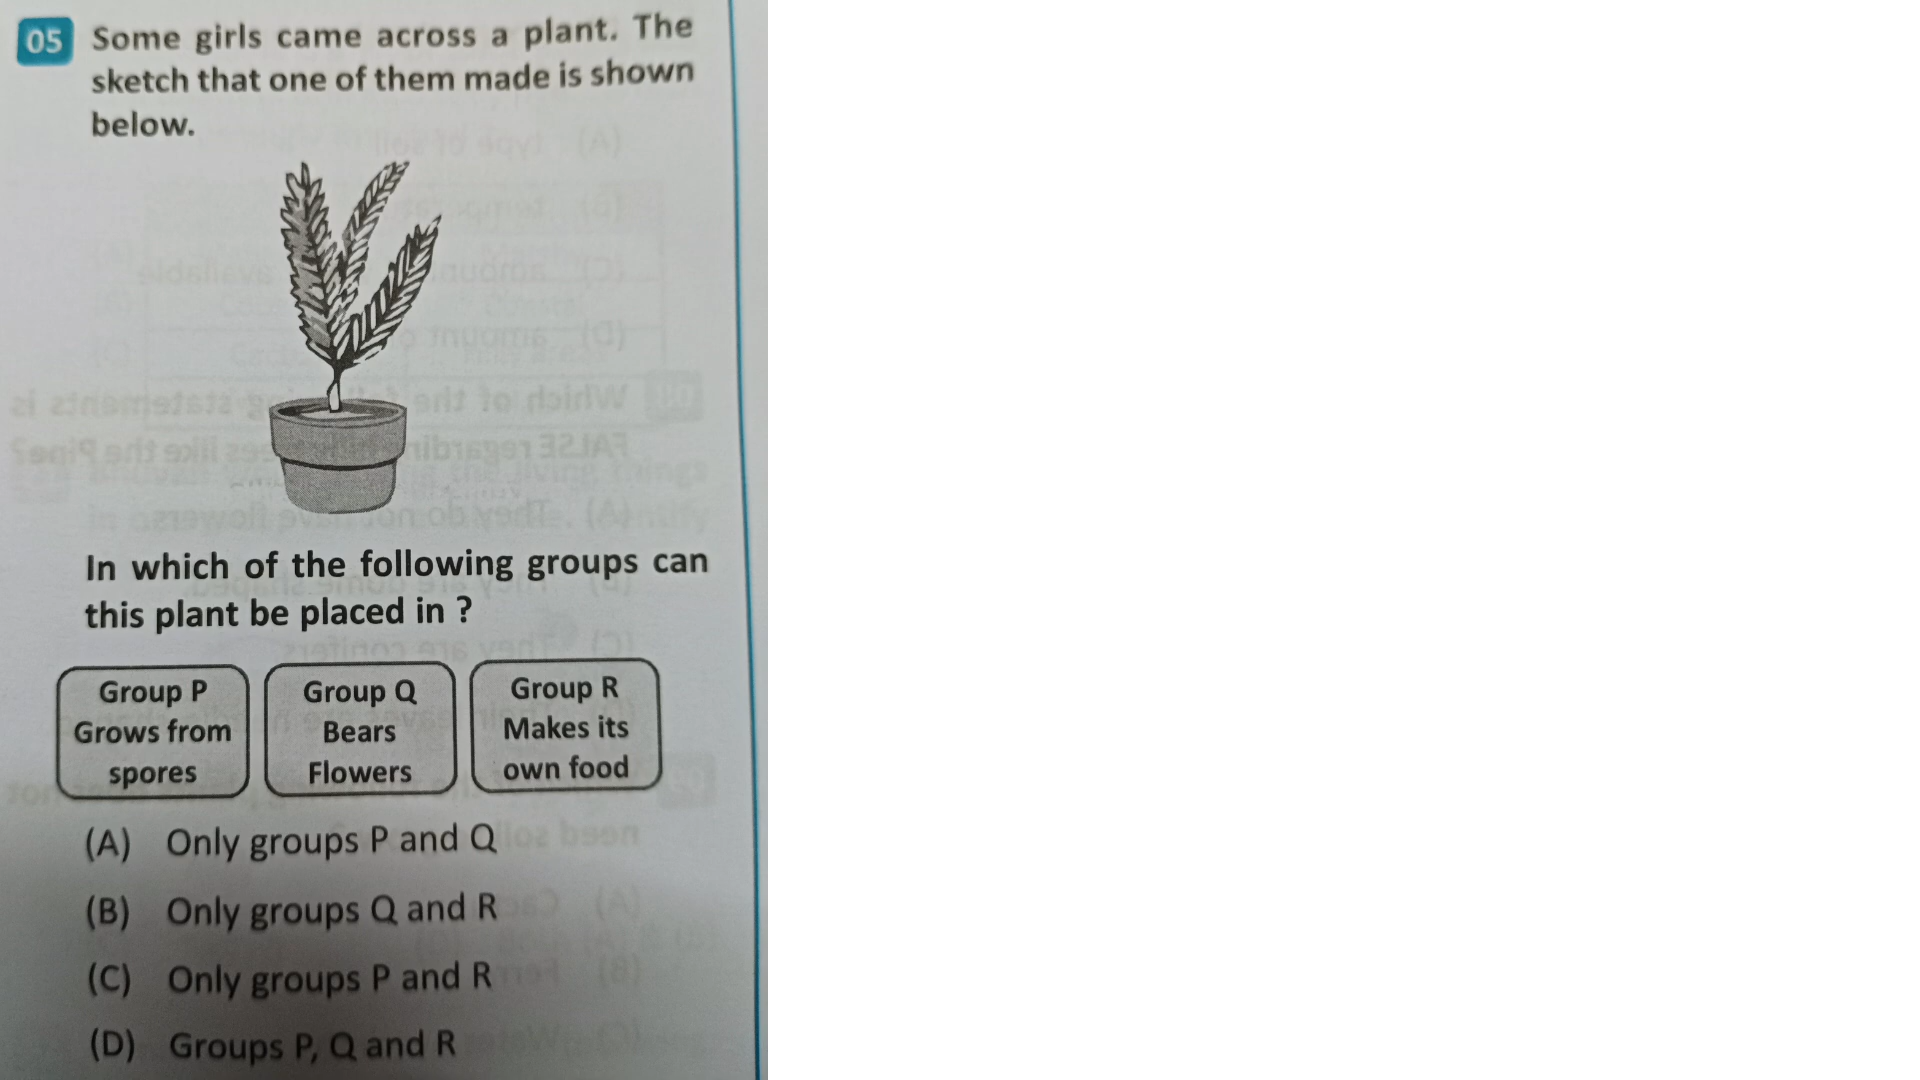 05 Some girls came across a plant. The
sketch that one of them made is shown
below.
In which of the following groups can
this plant be placed in ?
Group P
Grows from
spores
Group Q
Bears
Flowers
Group R
Makes its
own food
(A) Only groups P and Q
(B) Only groups Q and R
(C) Only groups P and R
(D) Groups P, Q and R